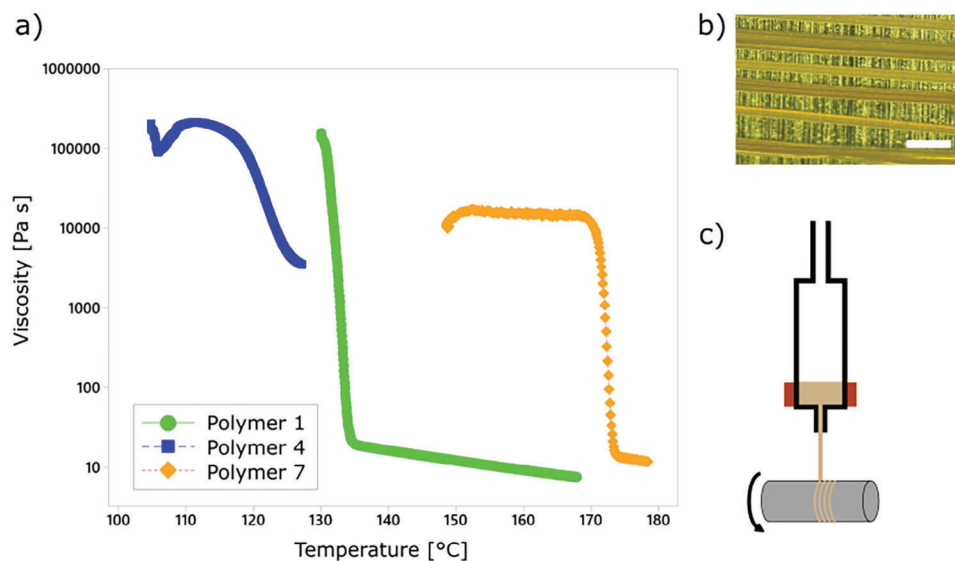 a)
1000000
100000
10000
1000
100
10
Viscosity [Pa s]
Polymer 1
Polymer 4
Polymer 7
100 110 120 130 140 150 160 170 180
Temperature [°C]
b)
c)